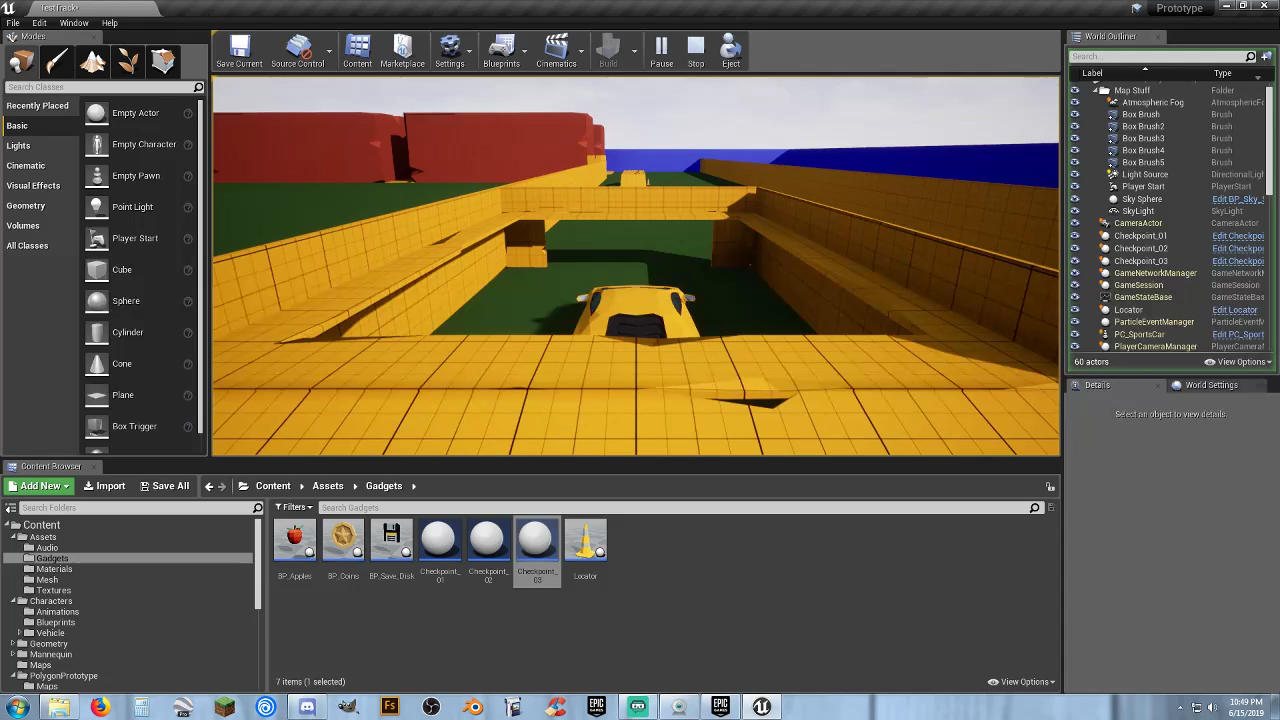 TestTrack*
Prototype
File Edit Window Help
Modes
Search Classes
Recently Placed
Basic
Lights
Cinematic
Visual Effects
Geometry
Volumes
All Classes
Empty Actor
Empty Character
Empty Pawn
Point Light
Player Start
Cube
Sphere
Cylinder
Cone
Plane
Box Trigger
Save Current Source Control Content Marketplace Settings Blueprints Cinematics Build Pause Stop Eject
World Outliner
Search...
Label Type
Map Stuff Folder
Atmospheric Fog AtmosphericFo
Box Brush Brush
Box Brush2 Brush
Box Brush3 Brush
Box Brush4 Brush
Box Brush5 Brush
Light Source DirectionalLigh
Player Start PlayerStart
Sky Sphere Edit BP_Sky_S
SkyLight SkyLight
CameraActor CameraActor
Checkpoint_01 Edit Checkpoi
Checkpoint_02 Edit Checkpoi
Checkpoint_03 Edit Checkpoi
GameNetworkManager GameNetworkM
GameSession GameSession
GameStateBase GameStateBase
Locator Edit Locator
ParticleEventManager ParticleEventM
PC_SportsCar Edit PC_Sport
PlayerCameraManager PlayerCameraM
60 actors View Options
Details World Settings
Select an object to view details.
Content Browser
Add New Import Save All Content Assets Gadgets
Search Folders
Filters Search Gadgets
Content
Assets
Audio
Gadgets
Materials
Mesh
Textures
Characters
Animations
Blueprints
Vehicle
Geometry
Mannequin
Maps
PolygonPrototype
Maps
BP_Apples
BP_Coins
BP_Save_Disk
Checkpoint_01
Checkpoint_02
Checkpoint_03
Locator
7 items (1 selected) View Options
10:49 PM
6/15/2019